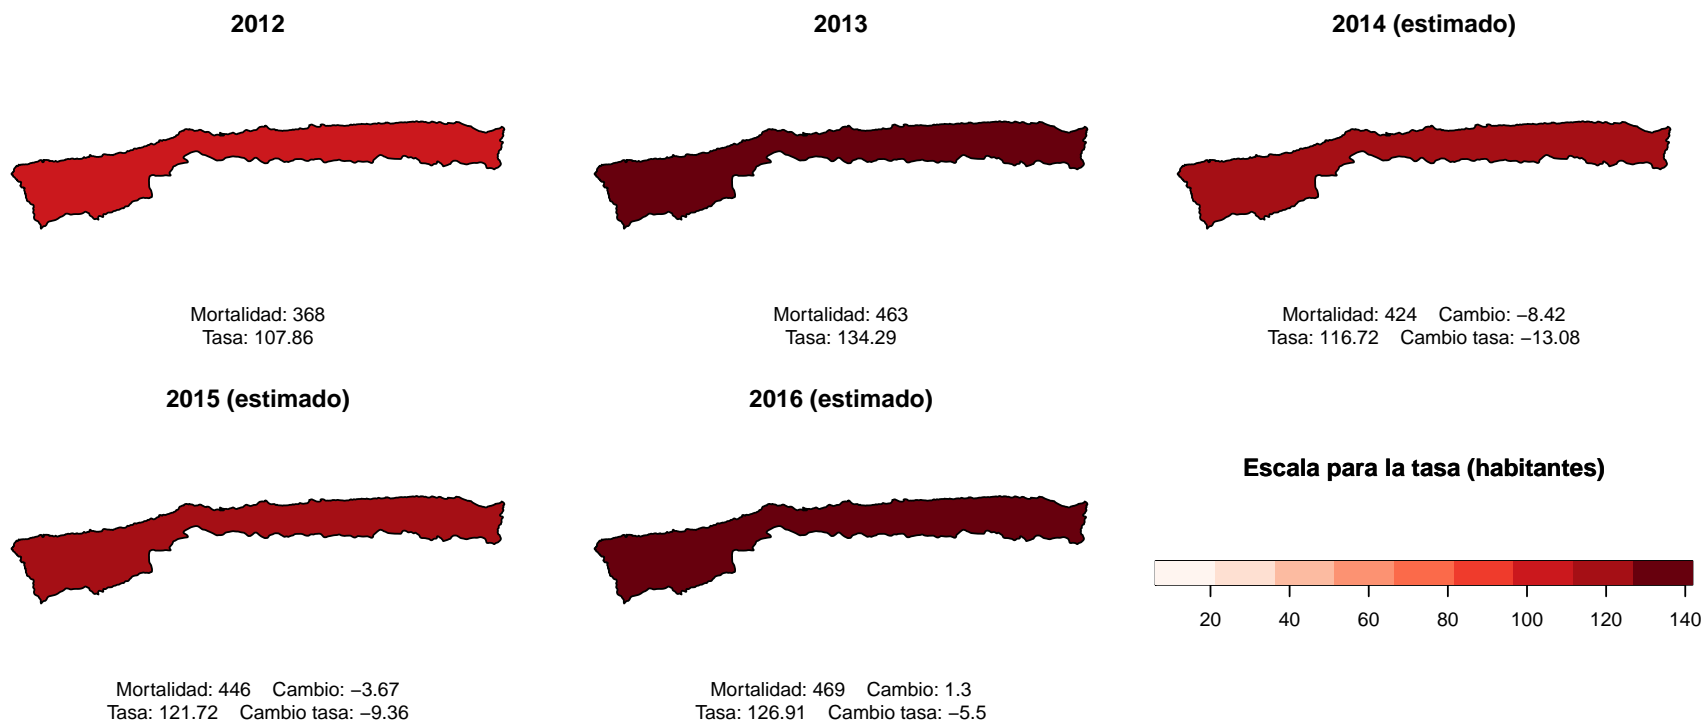 2012
2013
2014 (estimado)
Mortalidad: 368
Tasa: 107.86
Mortalidad: 463
Tasa: 134.29
Mortalidad: 424 Cambio: −8.42
Tasa: 116.72 Cambio tasa: −13.08
2015 (estimado)
2016 (estimado)
Escala para la tasa (habitantes)
20 40 60 80 100 120 140
Mortalidad: 446 Cambio: −3.67
Tasa: 121.72 Cambio tasa: −9.36
Mortalidad: 469 Cambio: 1.3
Tasa: 126.91 Cambio tasa: −5.5